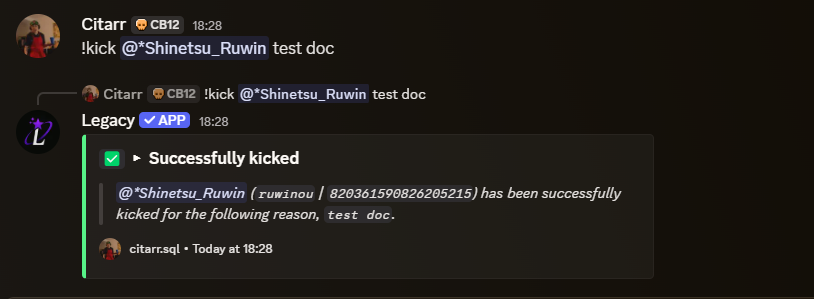 Citarr CB12 18:28
!kick @*Shinetsu_Ruwin test doc
Citarr CB12 !kick @*Shinetsu_Ruwin test doc
Legacy APP 18:28
Successfully kicked
@*Shinetsu_Ruwin (ruwinou | 820361590826205215) has been successfully
kicked for the following reason, test doc.
citarr.sql • Today at 18:28